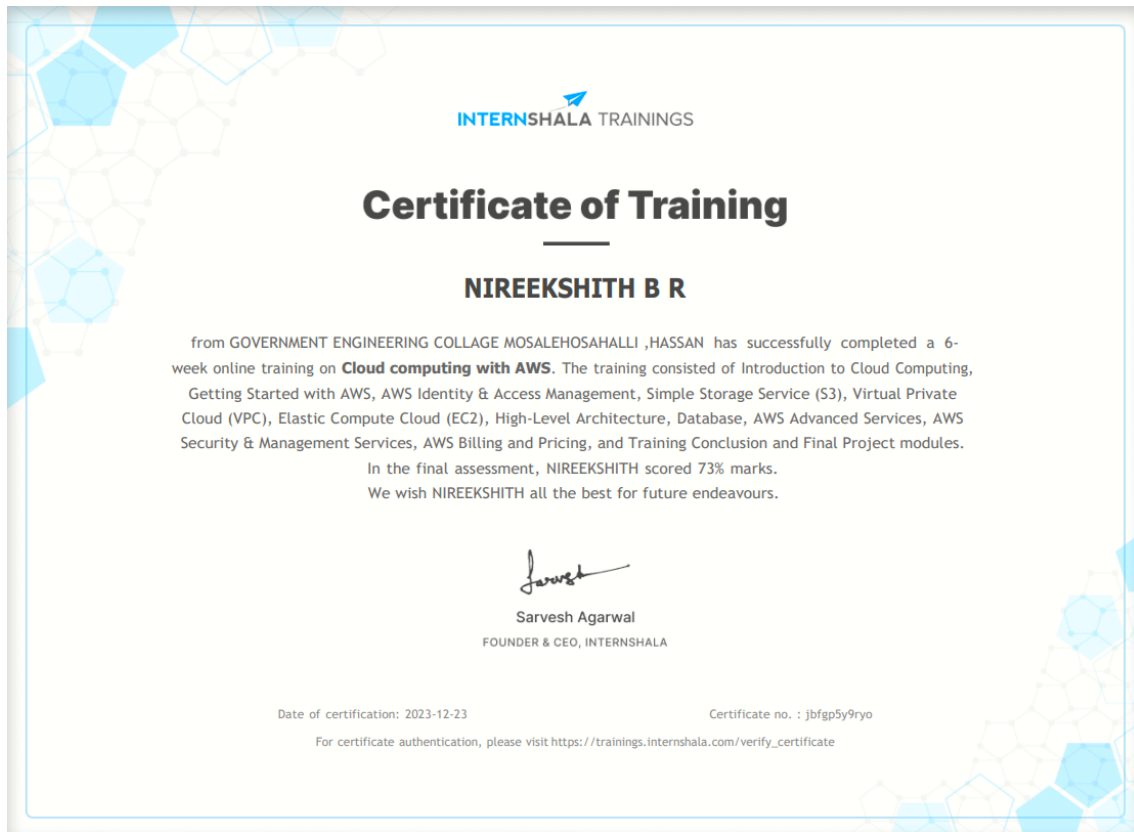 INTERNSHALA TRAININGS
Certificate of Training
NIREEKSHITH B R
from GOVERNMENT ENGINEERING COLLAGE MOSALEHOSAHALLI ,HASSAN has successfully completed a 6-
week online training on Cloud computing with AWS. The training consisted of Introduction to Cloud Computing,
Getting Started with AWS, AWS Identity & Access Management, Simple Storage Service (S3), Virtual Private
Cloud (VPC), Elastic Compute Cloud (EC2), High-Level Architecture, Database, AWS Advanced Services, AWS
Security & Management Services, AWS Billing and Pricing, and Training Conclusion and Final Project modules.
In the final assessment, NIREEKSHITH scored 73% marks.
We wish NIREEKSHITH all the best for future endeavours.
Sarvesh Agarwal
FOUNDER & CEO, INTERNSHALA
Date of certification: 2023-12-23 Certificate no. : jbfgp5y9ryo
For certificate authentication, please visit https://trainings.internshala.com/verify_certificate